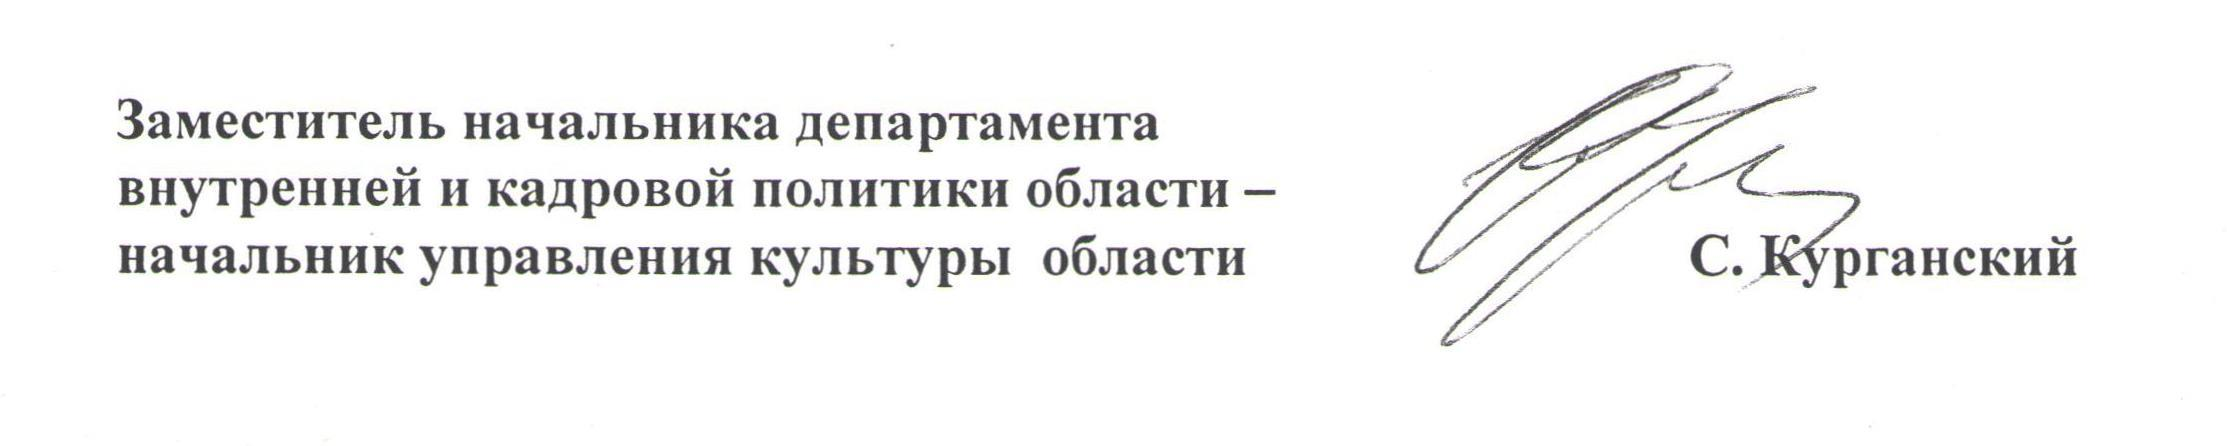 Заместитель начальника департамента
внутренней и кадровой политики области –
начальник управления культуры  области С. Курганский